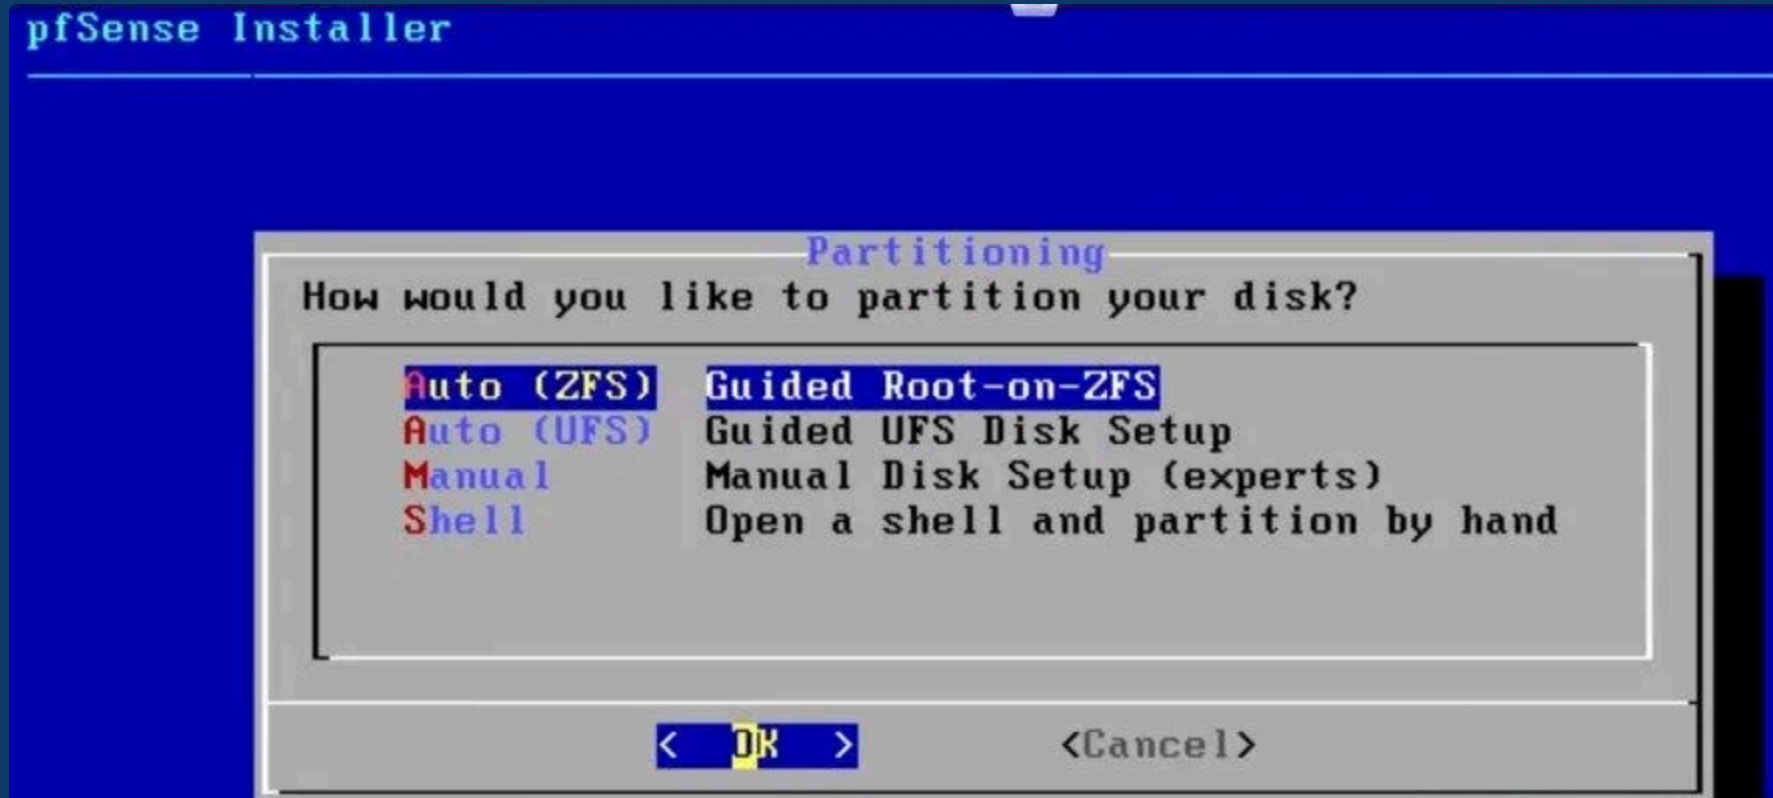 pfSense Installer
Partitioning
How would you like to partition your disk?
Auto (ZFS) Guided Root-on-ZFS
Auto (UFS) Guided UFS Disk Setup
Manual Manual Disk Setup (experts)
Shell Open a shell and partition by hand
< OK > <Cancel>